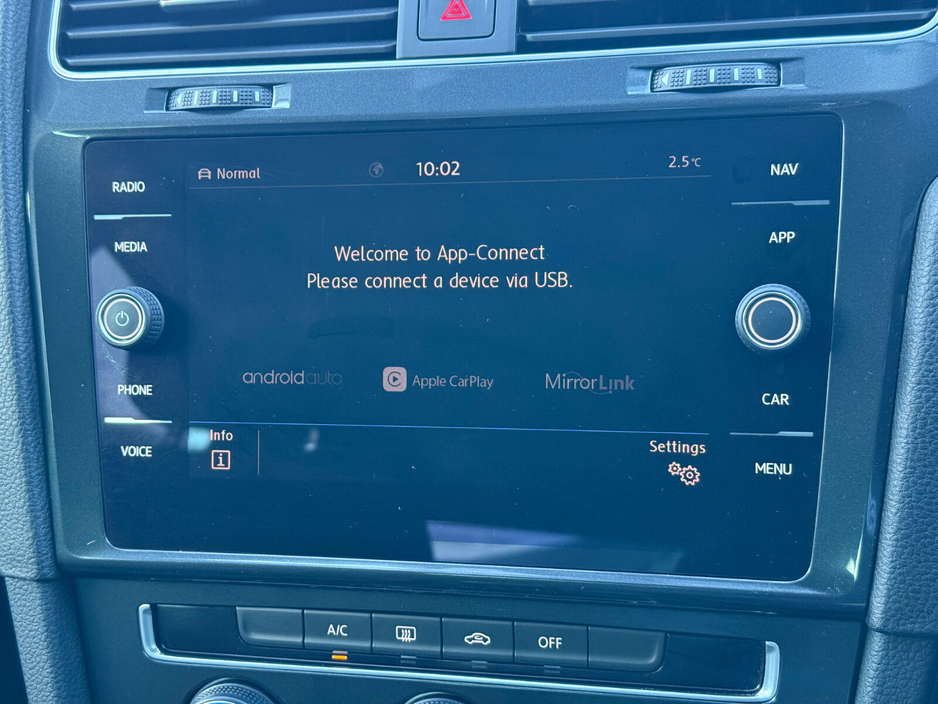 Normal
10:02
2.5°C
RADIO
MEDIA
PHONE
VOICE
Welcome to App-Connect
Please connect a device via USB.
androidauto
Apple CarPlay
MirrorLink
Info
i
Settings
NAV
APP
CAR
MENU
A/C
OFF